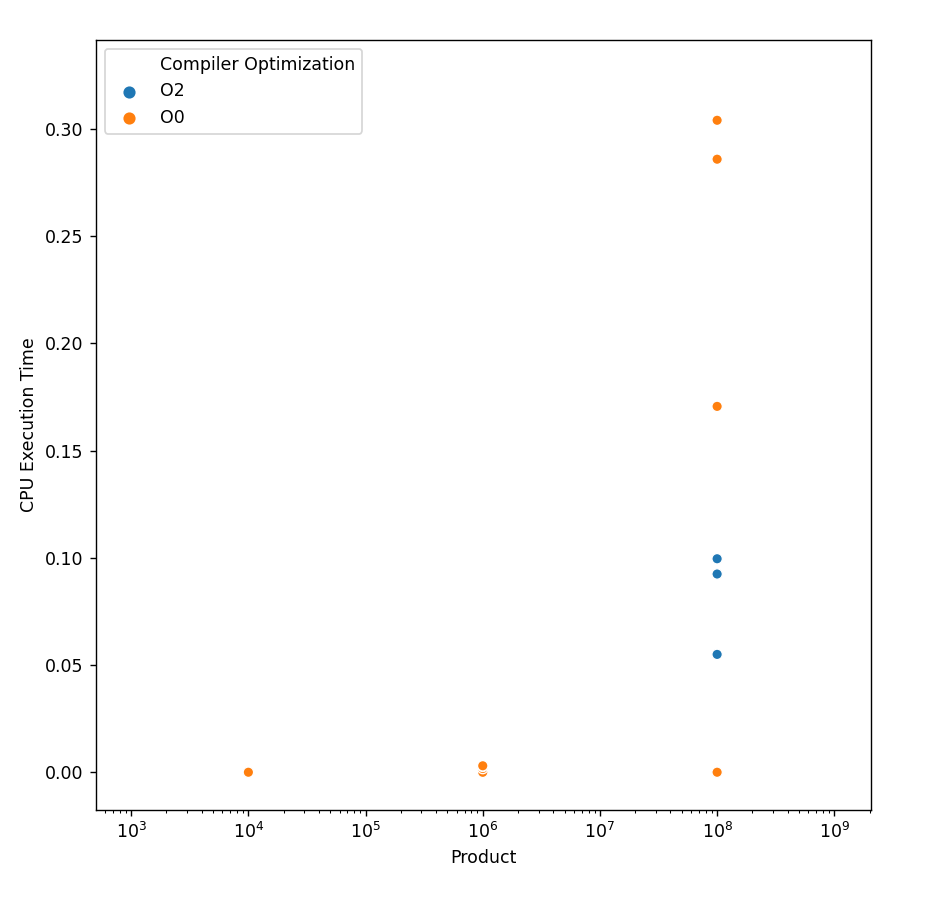 Compiler Optimization
O2
O0
0.30
0.25
0.20
0.15
0.10
0.05
0.00
CPU Execution Time
10³ 10⁴ 10⁵ 10⁶ 10⁷ 10⁸ 10⁹
Product